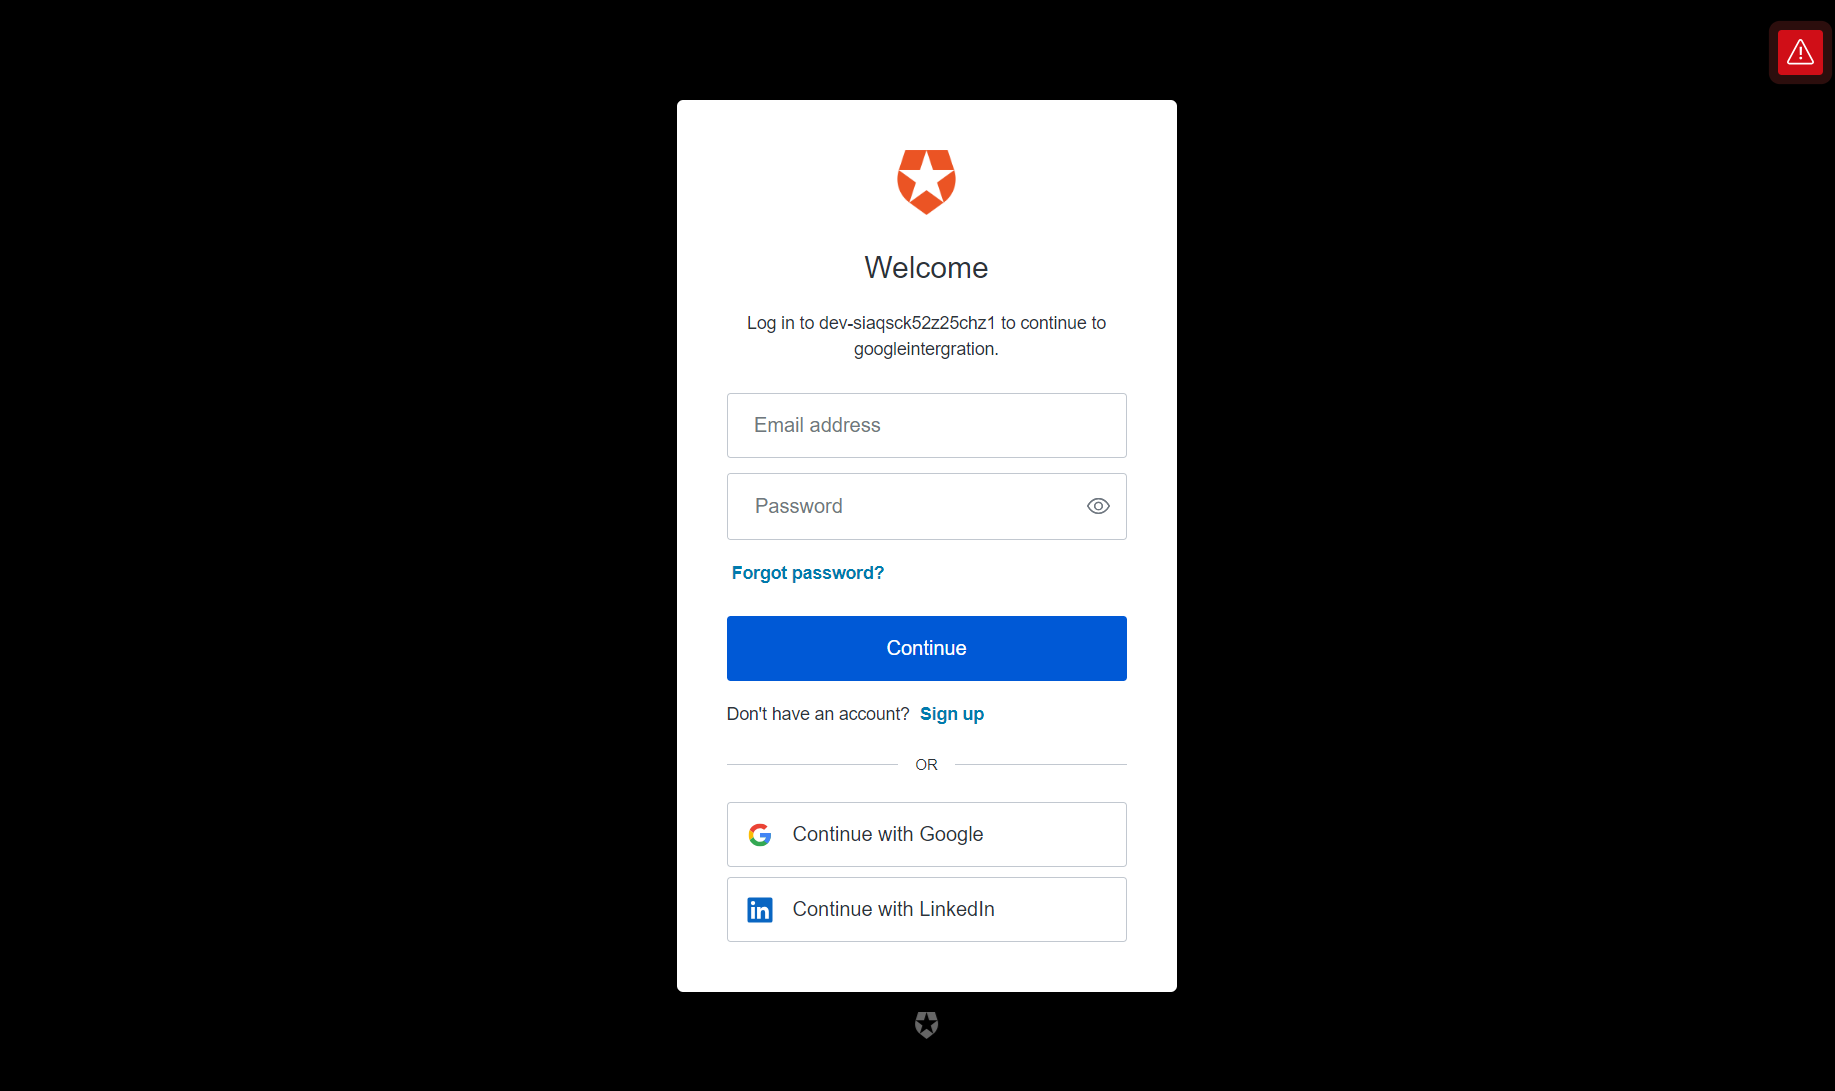 Welcome
Log in to dev-siaqsck52z25chz1 to continue to
googleintergration.
Email address
Password
Forgot password?
Continue
Don't have an account? Sign up
OR
Continue with Google
Continue with LinkedIn